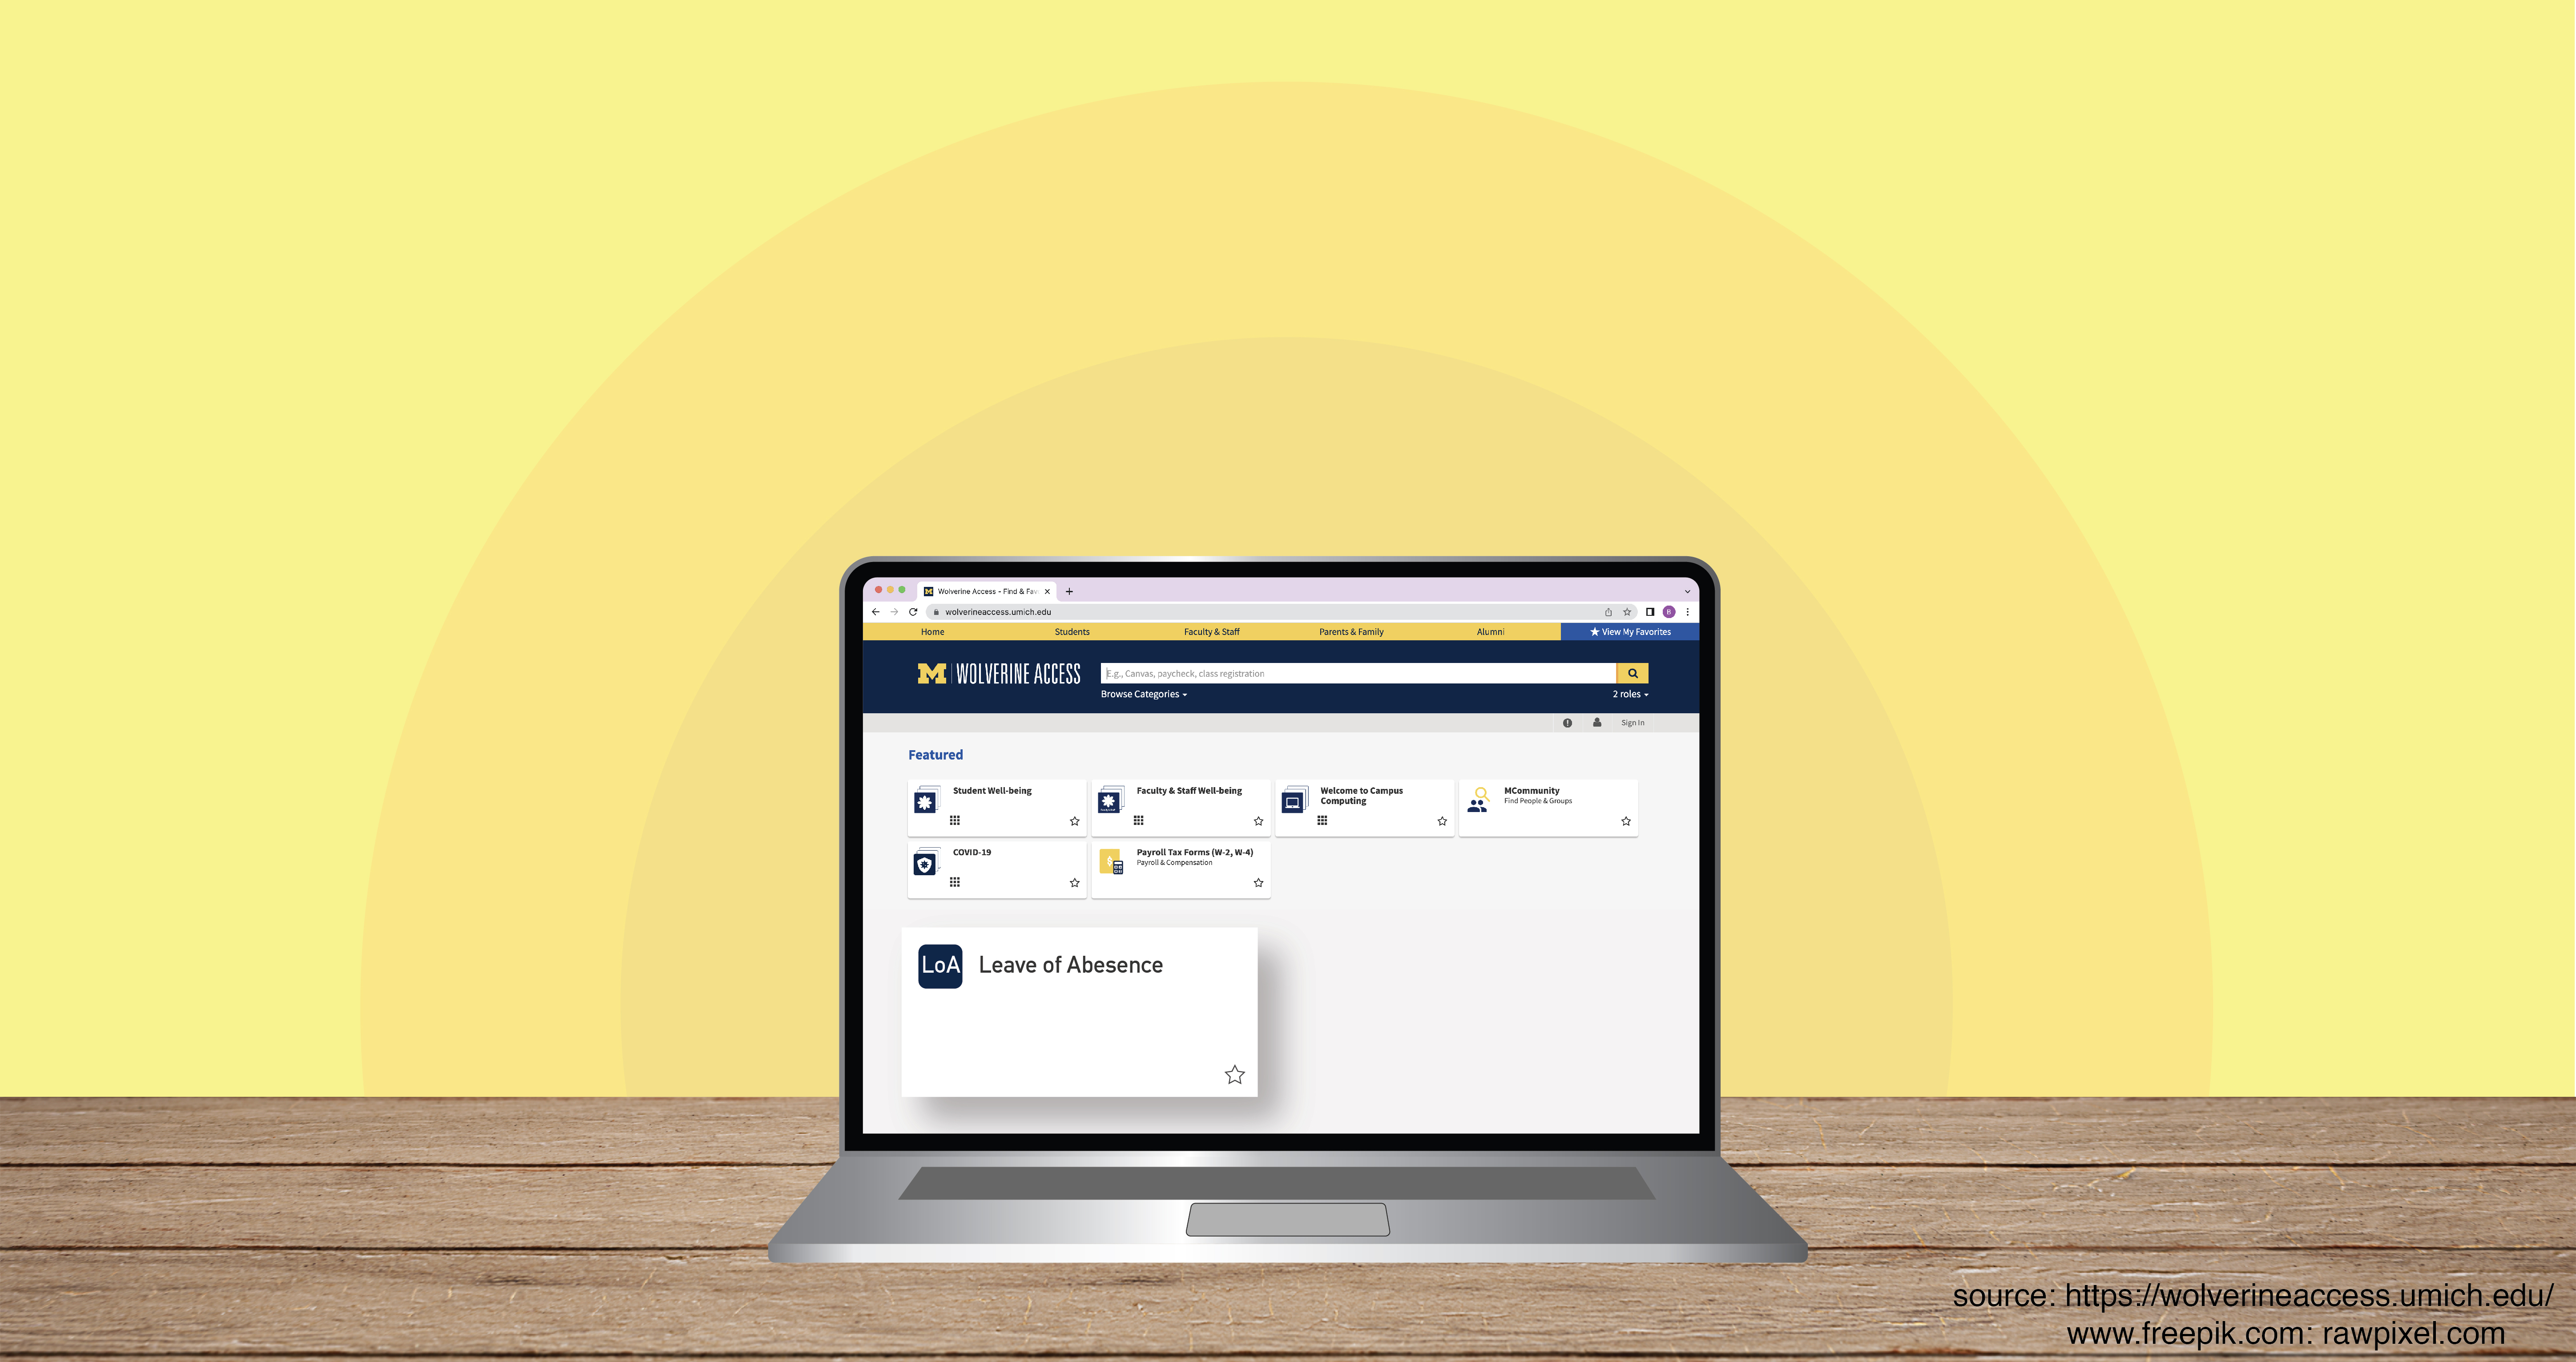 Wolverine Access - Find & Fav
wolverineaccess.umich.edu
B
Home Students Faculty & Staff Parents & Family Alumni View My Favorites
M WOLVERINE ACCESS
E.g., Canvas, paycheck, class registration
Browse Categories 2 roles
Sign In
Featured
Student Well-being
Faculty & Staff Well-being
Welcome to Campus
Computing
MCommunity
Find People & Groups
COVID-19
Payroll Tax Forms (W-2, W-4)
Payroll & Compensation
LoA Leave of Abesence
source: https://wolverineaccess.umich.edu/
www.freepik.com: rawpixel.com